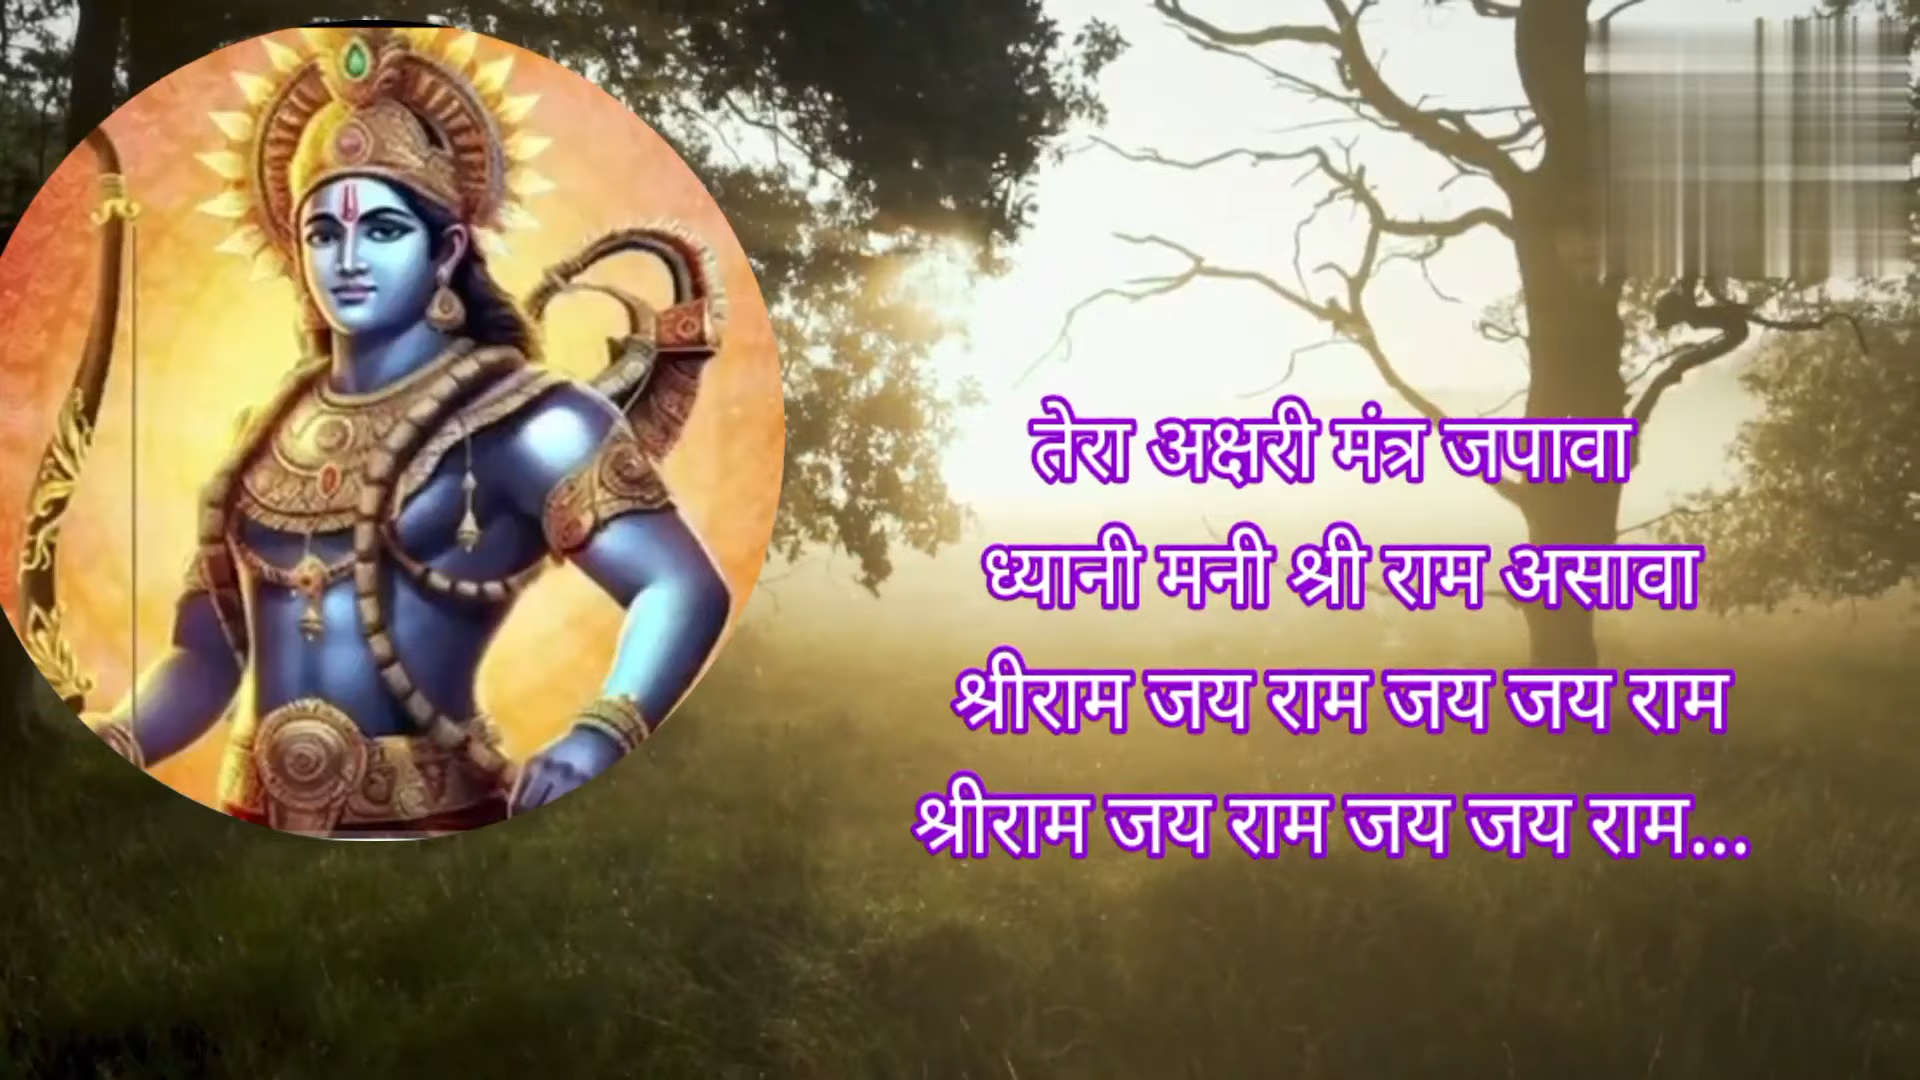 तेरा अक्षरी मंत्र जपावा
ध्यानी मनी श्री राम असावा
श्रीराम जय राम जय जय राम
श्रीराम जय राम जय जय राम...